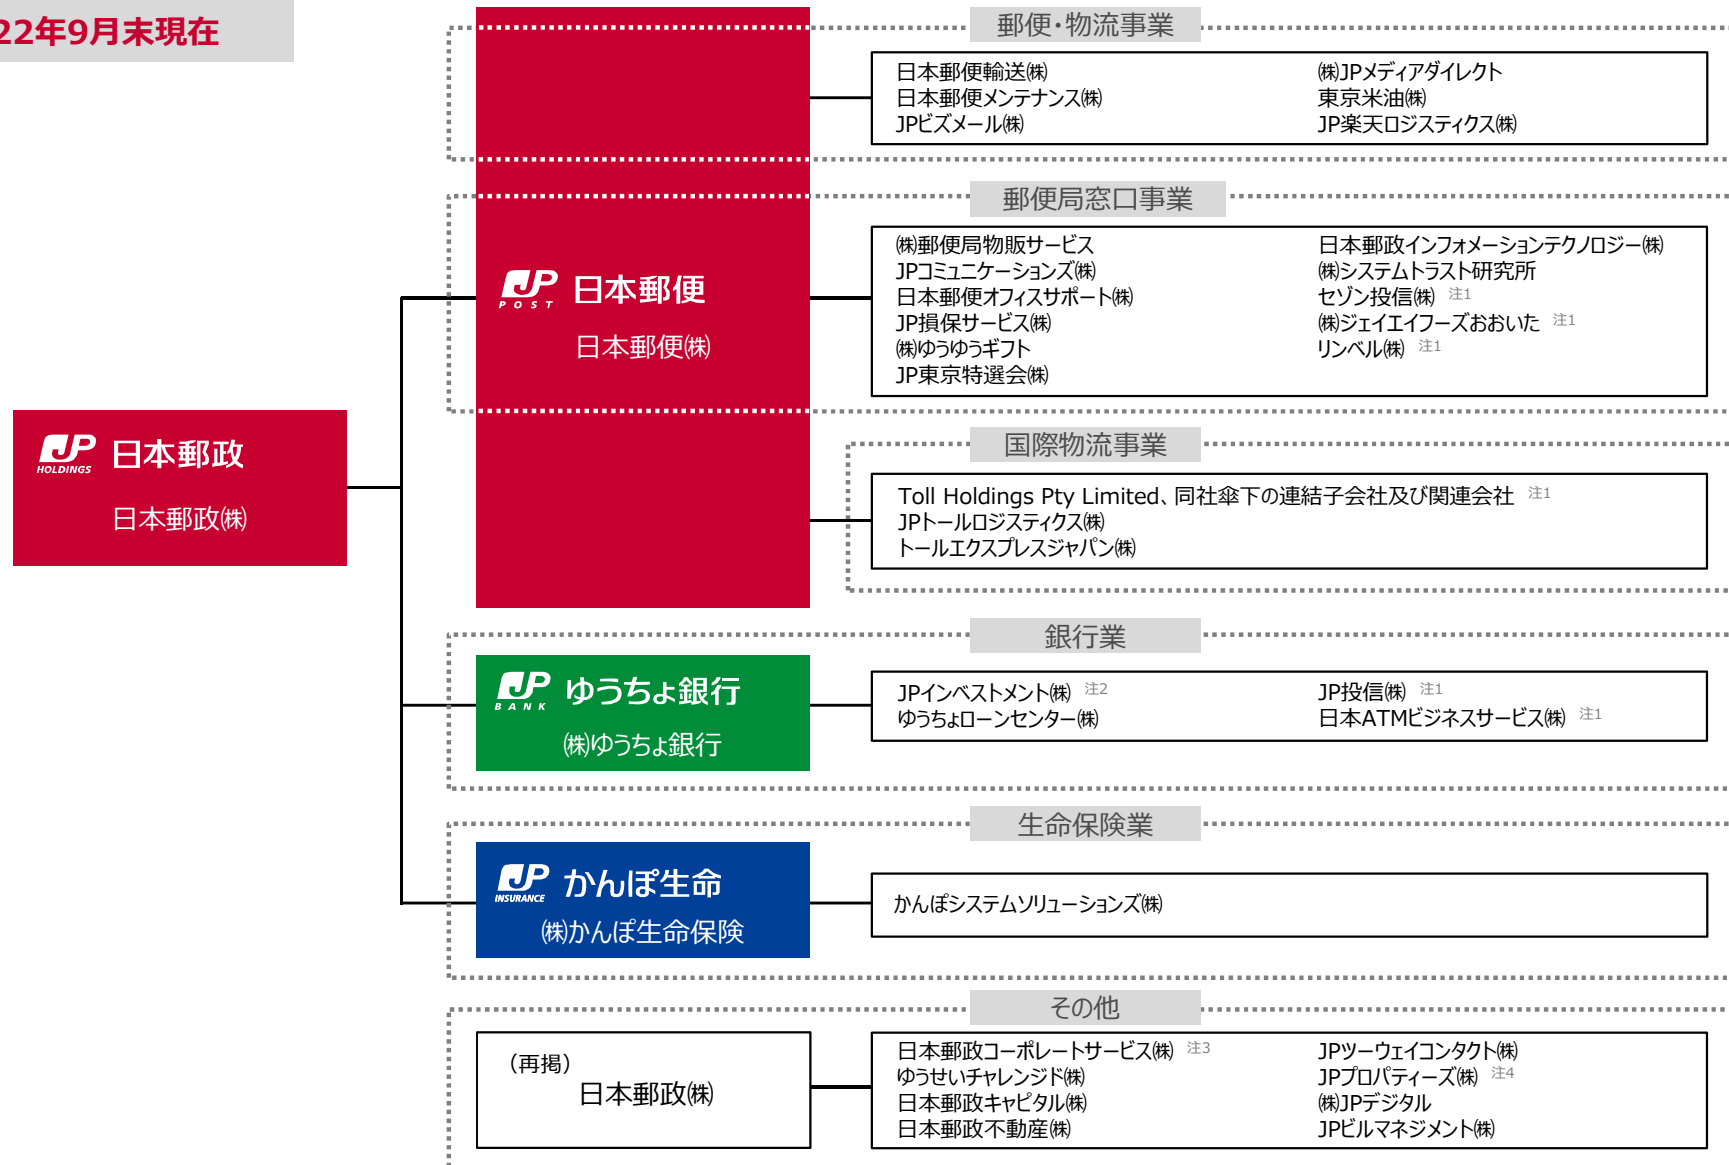 22年9月末現在
郵便・物流事業
日本郵便輸送㈱
日本郵便メンテナンス㈱
JPビズメール㈱
㈱JPメディアダイレクト
東京米油㈱
JP楽天ロジスティクス㈱
郵便局窓口事業
㈱郵便局物販サービス
JPコミュニケーションズ㈱
日本郵便オフィスサポート㈱
JP損保サービス㈱
㈱ゆうゆうギフト
JP東京特選会㈱
日本郵政インフォメーションテクノロジー㈱
㈱システムトラスト研究所
セゾン投信㈱ 注1
㈱ジェイエイフーズおおいた 注1
リンベル㈱ 注1
JP POST 日本郵便
日本郵便㈱
JP HOLDINGS 日本郵政
日本郵政㈱
国際物流事業
Toll Holdings Pty Limited、同社傘下の連結子会社及び関連会社 注1
JPトールロジスティクス㈱
トールエクスプレスジャパン㈱
銀行業
JP BANK ゆうちょ銀行
㈱ゆうちょ銀行
JPインベストメント㈱ 注2
ゆうちょローンセンター㈱
JP投信㈱ 注1
日本ATMビジネスサービス㈱ 注1
生命保険業
JP INSURANCE かんぽ生命
㈱かんぽ生命保険
かんぽシステムソリューションズ㈱
その他
（再掲）
日本郵政㈱
日本郵政コーポレートサービス㈱ 注3
ゆうせいチャレンジド㈱
日本郵政キャピタル㈱
日本郵政不動産㈱
JPツーウェイコンタクト㈱
JPプロパティーズ㈱ 注4
㈱JPデジタル
JPビルマネジメント㈱